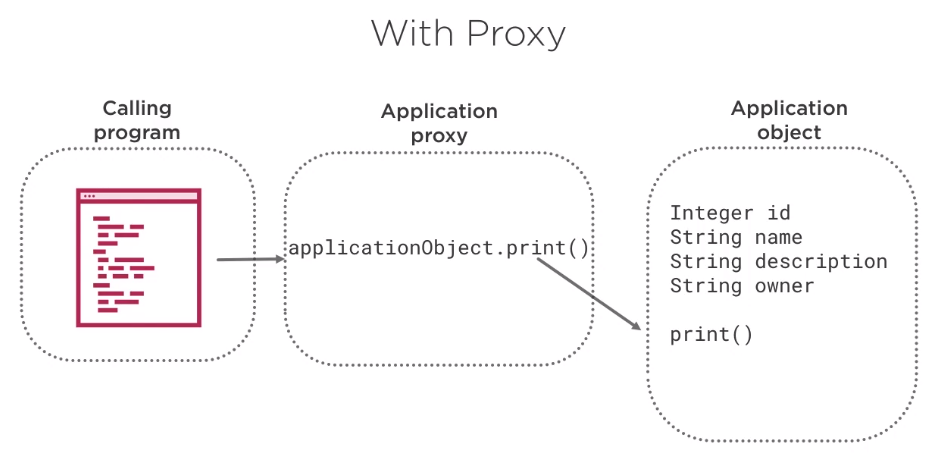 With Proxy
Calling
program
Application
proxy
Application
object
applicationObject.print()
Integer id
String name
String description
String owner
print()